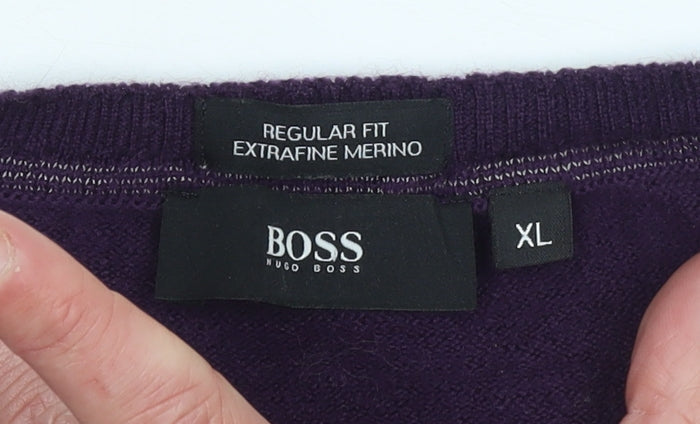 REGULAR FIT
EXTRAFINE MERINO
BOSS
HUGO BOSS
XL